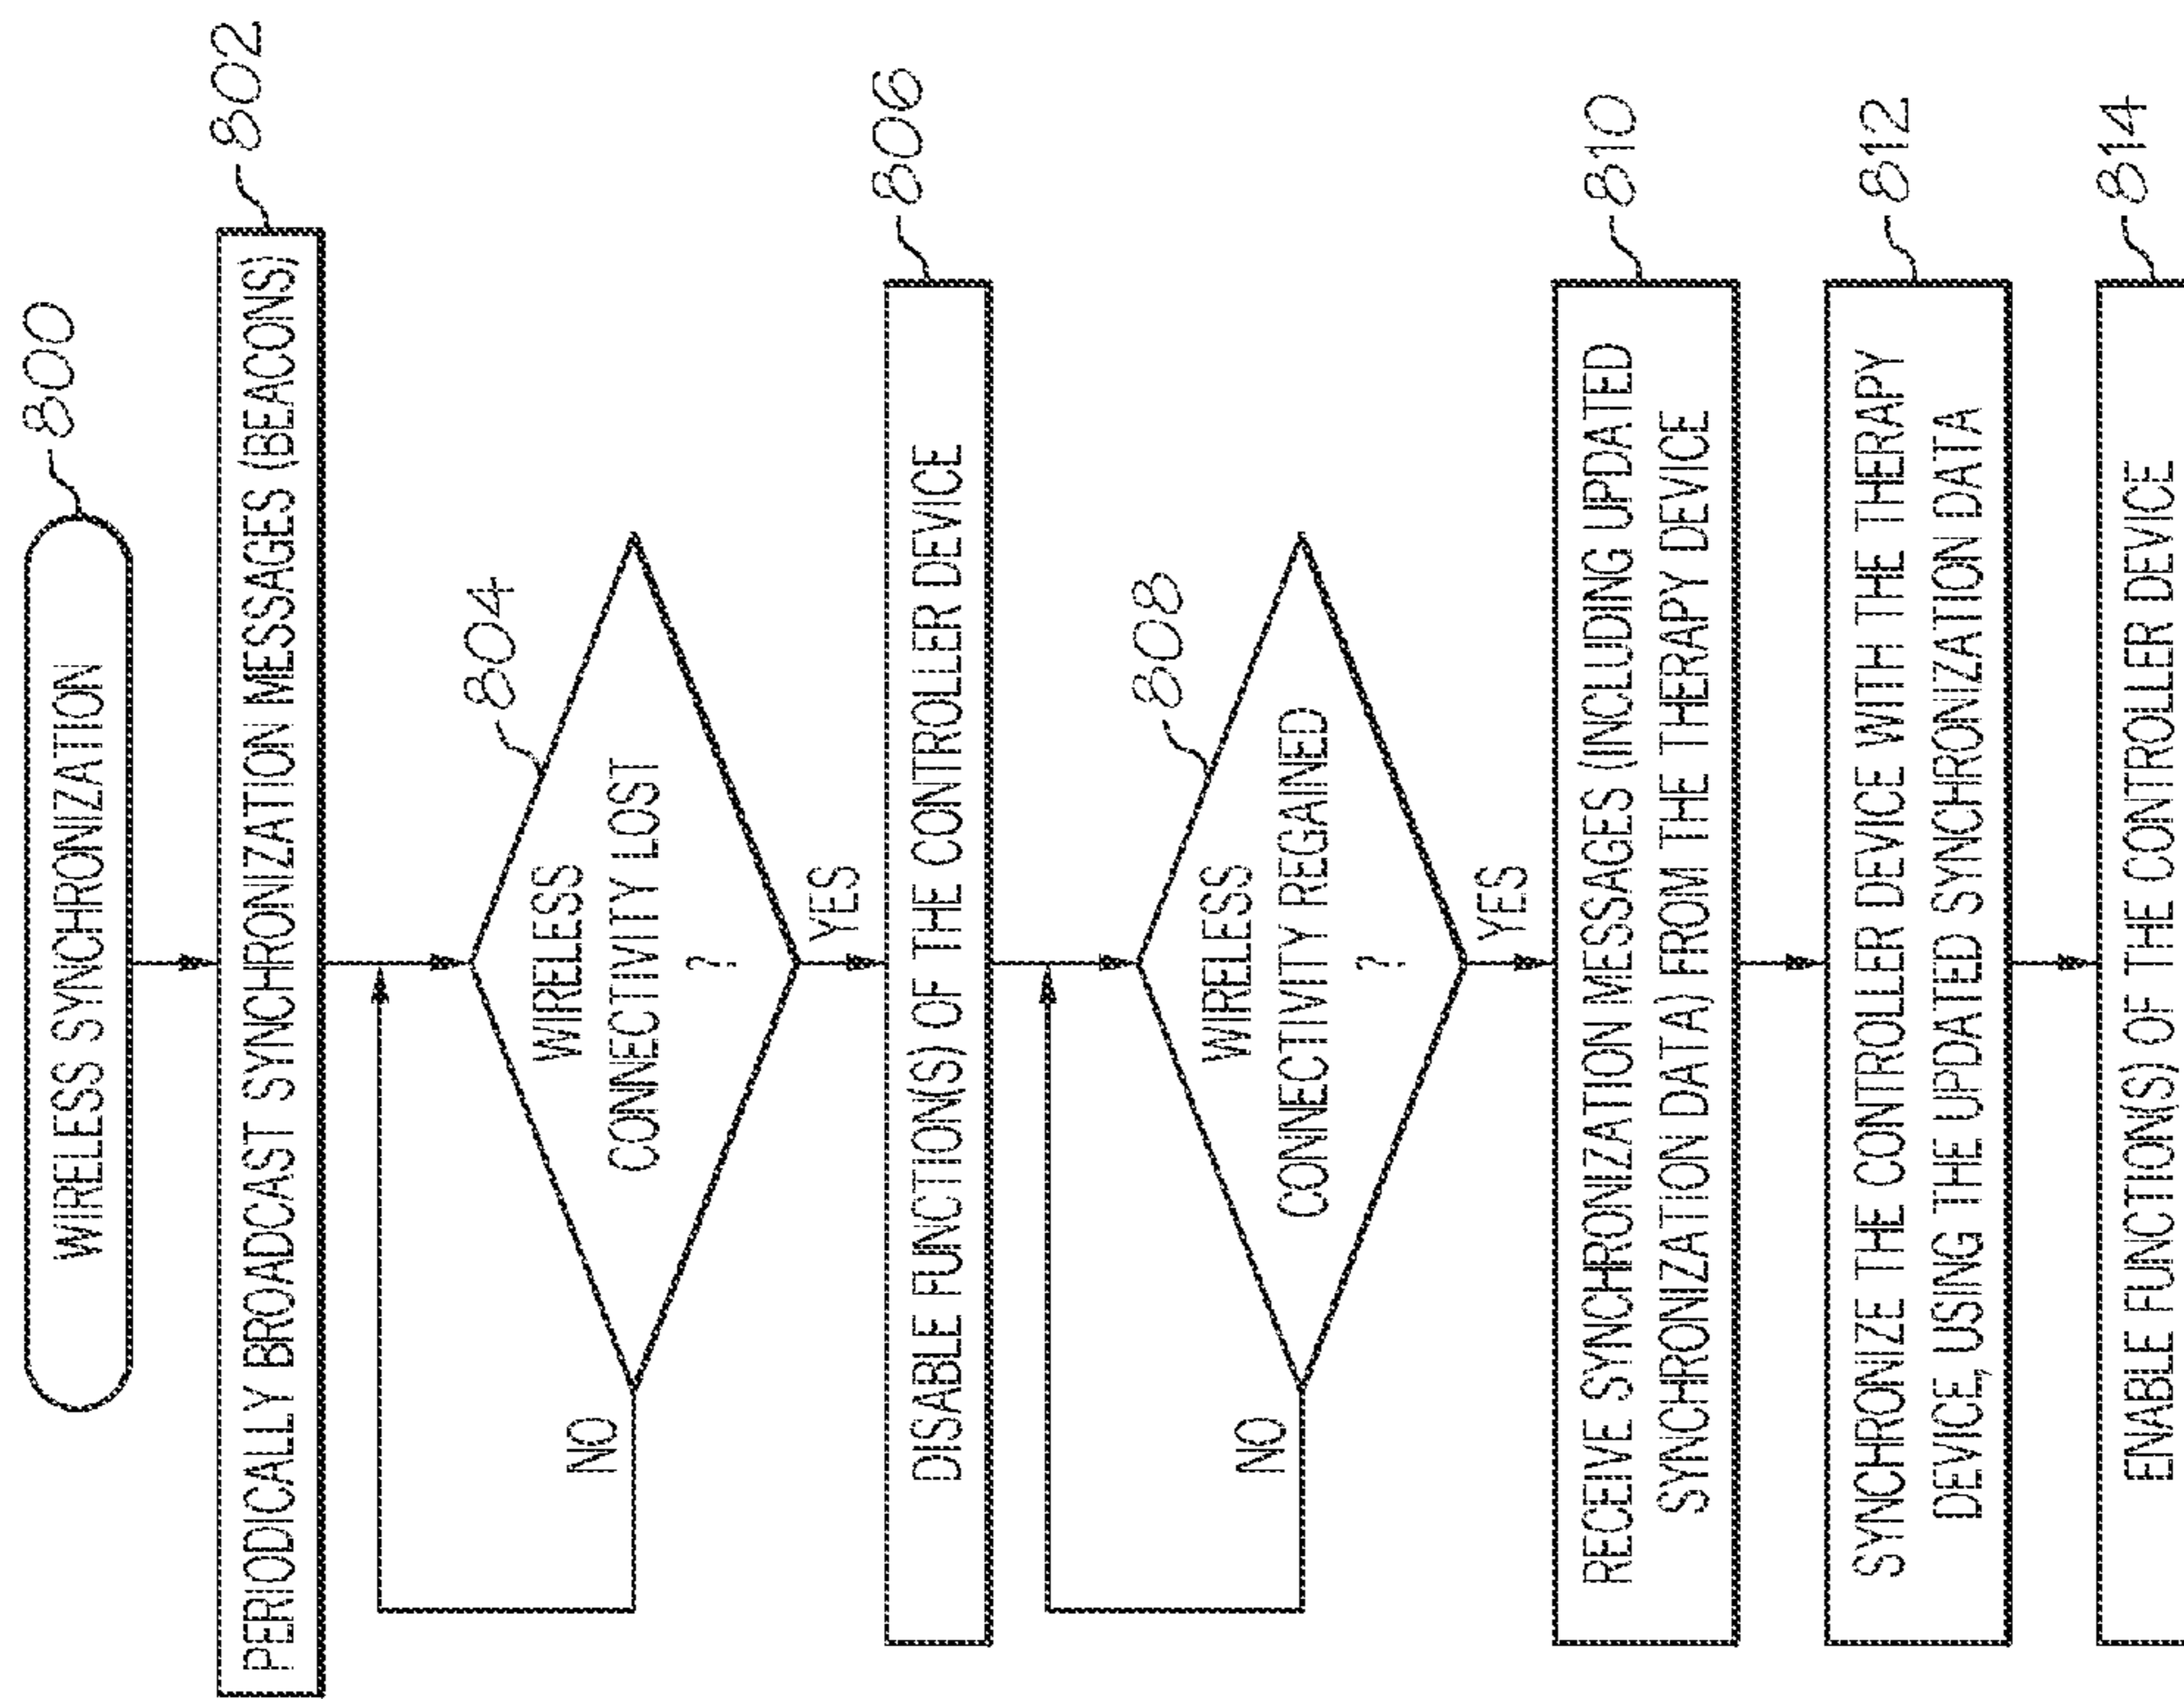 800
WIRELESS SYNCHRONIZATION
802
PERIODICALLY BROADCAST SYNCHRONIZATION MESSAGES (BEACONS)
804
WIRELESS
CONNECTIVITY LOST
?
NO
YES
806
DISABLE FUNCTION(S) OF THE CONTROLLER DEVICE
808
WIRELESS
CONNECTIVITY REGAINED
?
NO
YES
810
RECEIVE SYNCHRONIZATION MESSAGES (INCLUDING UPDATED
SYNCHRONIZATION DATA) FROM THE THERAPY DEVICE
812
SYNCHRONIZE THE CONTROLLER DEVICE WITH THE THERAPY
DEVICE, USING THE UPDATED SYNCHRONIZATION DATA
814
ENABLE FUNCTION(S) OF THE CONTROLLER DEVICE